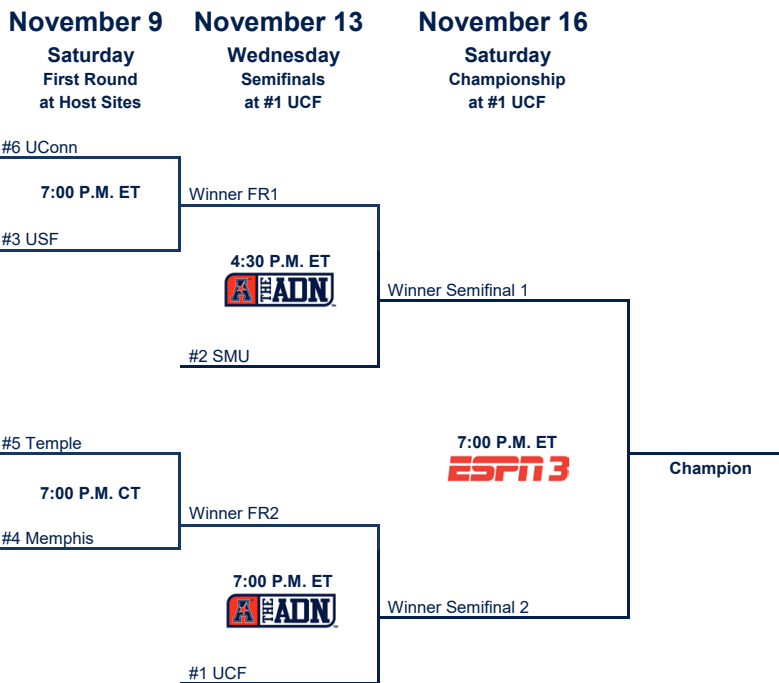 November 9
Saturday
First Round
at Host Sites
November 13
Wednesday
Semifinals
at #1 UCF
November 16
Saturday
Championship
at #1 UCF
#6 UConn
7:00 P.M. ET
#3 USF
Winner FR1
4:30 P.M. ET
A THE ADN
#2 SMU
Winner Semifinal 1
#5 Temple
7:00 P.M. CT
#4 Memphis
Winner FR2
7:00 P.M. ET
A THE ADN
#1 UCF
Winner Semifinal 2
7:00 P.M. ET
ESPN 3
Champion